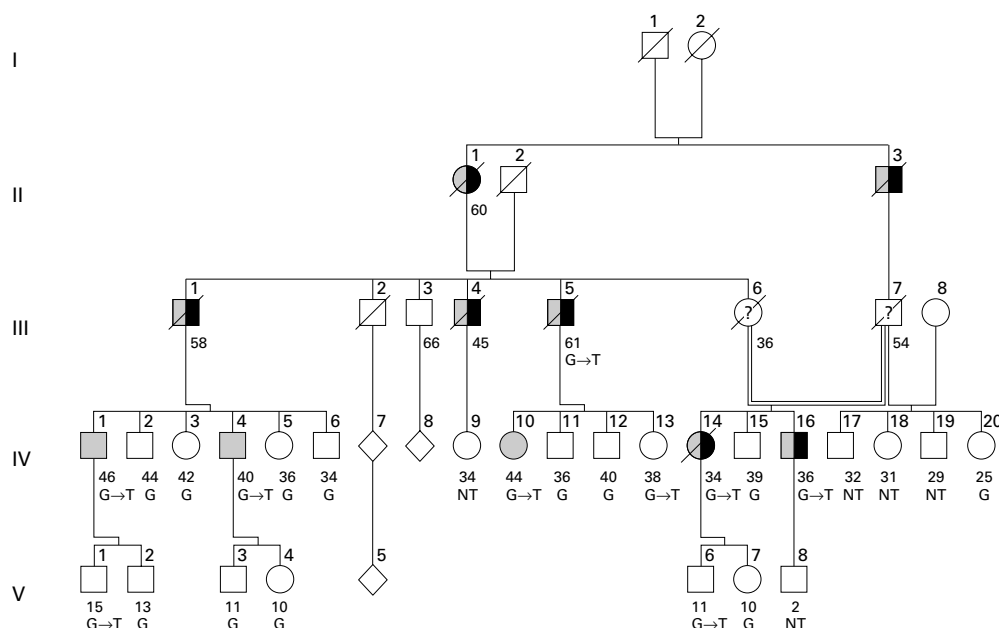 1 2
I
1 2 3
II
60
1 2 3 4 5 6 7 8
? ?
III
58 66 45 61 36 54
G→T
1 2 3 4 5 6 7 8 9 10 11 12 13 14 15 16 17 18 19 20
IV
46 44 42 40 36 34 34 44 36 40 38 34 39 36 32 31 29 25
G→T G G G→T G G NT G→T G G G→T G→T G G→T NT NT NT G
1 2 3 4 5 6 7 8
V
15 13 11 10 11 10 2
G→T G G G G→T G NT